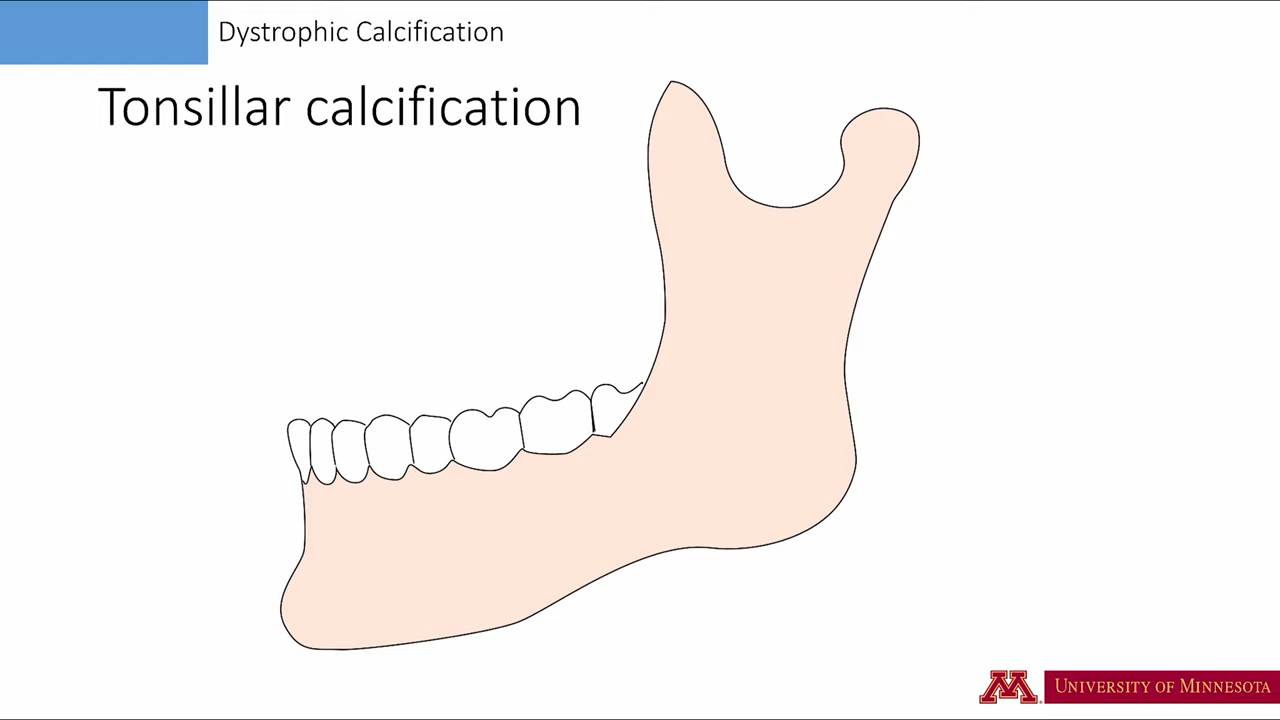 Dystrophic Calcification
Tonsillar calcification
M
UNIVERSITY OF MINNESOTA